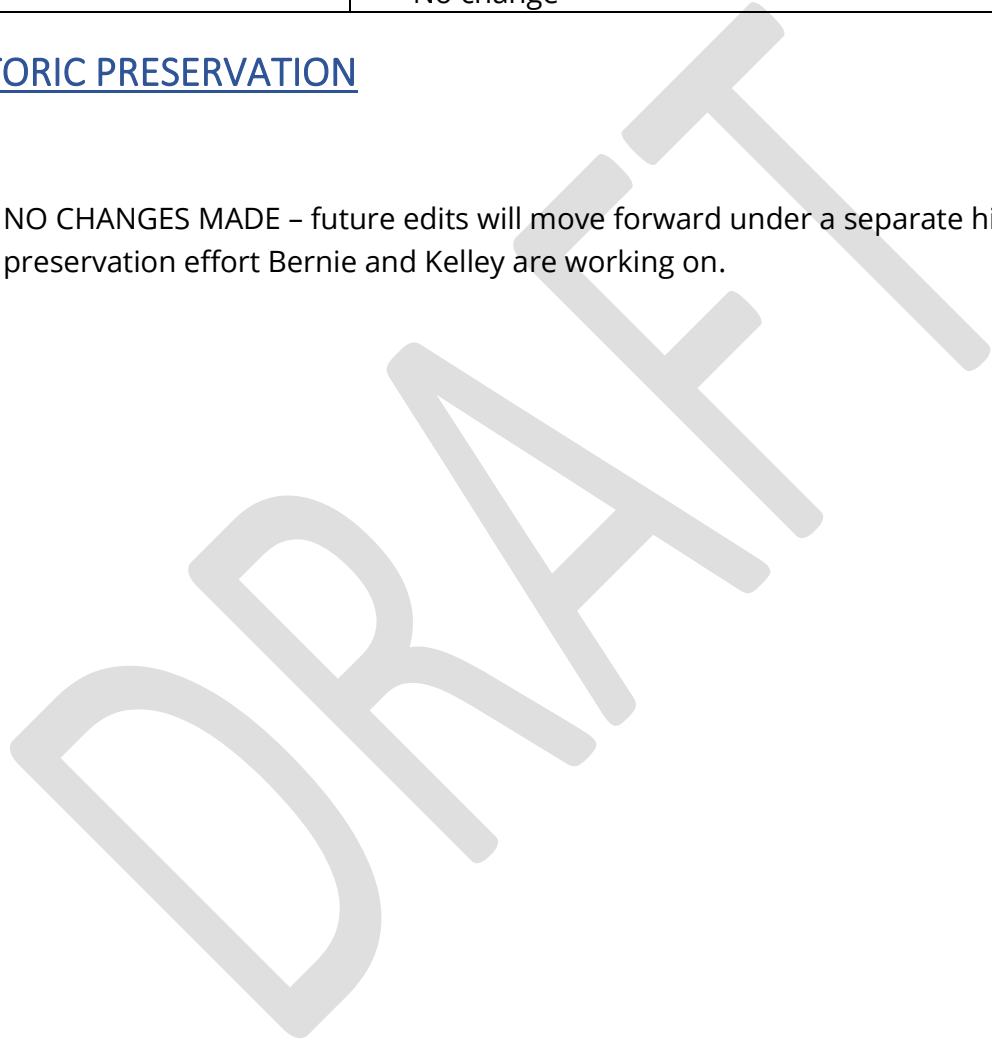 No change
TORIC PRESERVATION
NO CHANGES MADE – future edits will move forward under a separate hi
preservation effort Bernie and Kelley are working on.
DRAFT